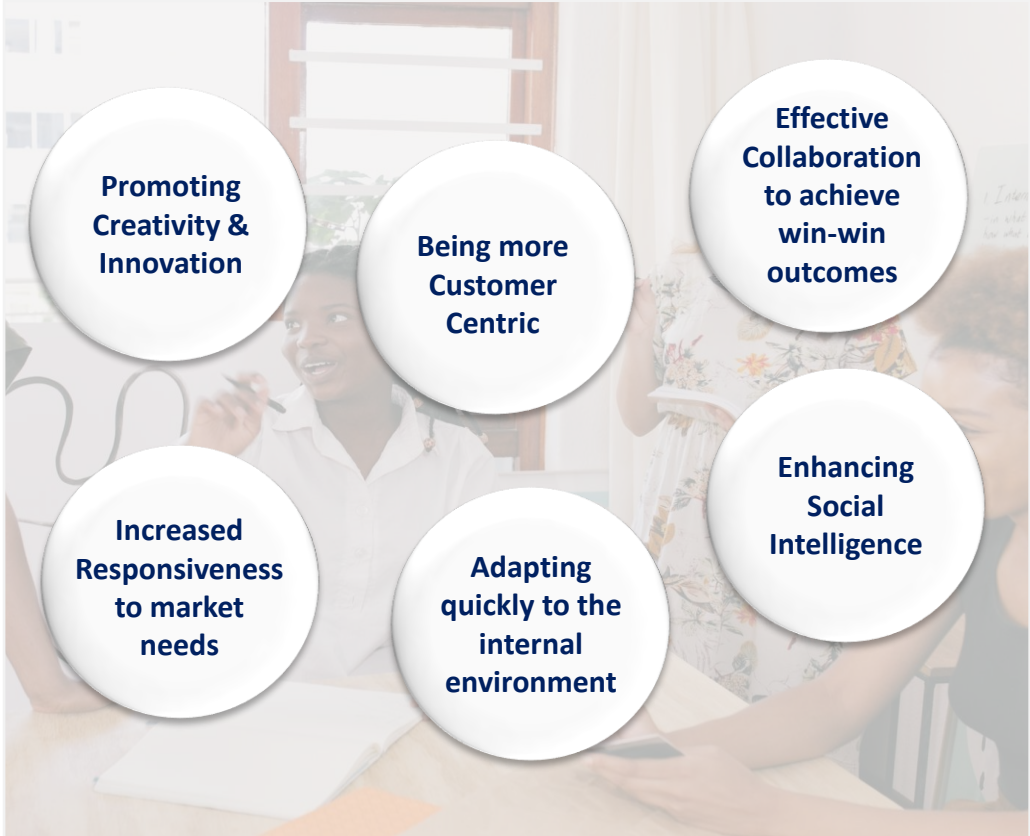 Promoting
Creativity &
Innovation
Being more
Customer
Centric
Effective
Collaboration
to achieve
win-win
outcomes
Increased
Responsiveness
to market
needs
Adapting
quickly to the
internal
environment
Enhancing
Social
Intelligence